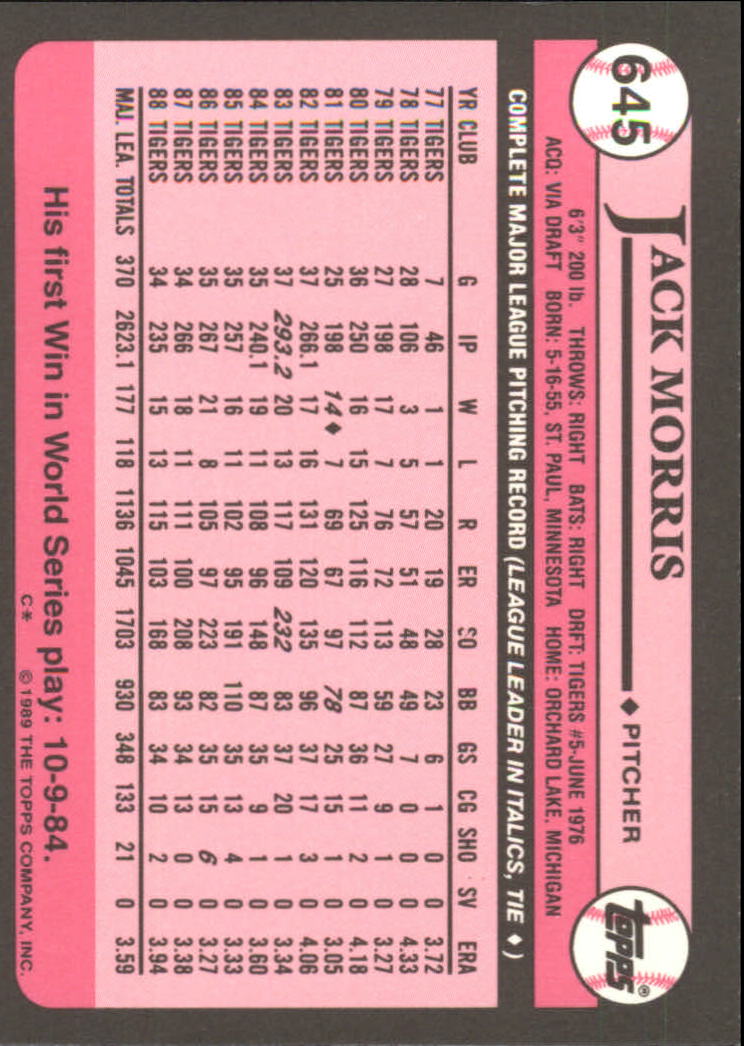 645
JACK MORRIS
♦ PITCHER
topps®
6'3" 200 lb. THROWS: RIGHT BATS: RIGHT DRFT: TIGERS #5-JUNE 1976
ACQ: VIA DRAFT BORN: 5-16-55, ST. PAUL, MINNESOTA HOME: ORCHARD LAKE, MICHIGAN
COMPLETE MAJOR LEAGUE PITCHING RECORD (LEAGUE LEADER IN ITALICS, TIE ♦)
YR CLUB G IP W L R ER SO BB GS CG SHO SV ERA
77 TIGERS 7 46 1 1 20 19 28 23 6 1 0 0 3.72
78 TIGERS 28 106 3 5 57 51 48 49 7 0 0 0 4.33
79 TIGERS 27 198 17 7 76 72 113 59 27 9 1 0 3.27
80 TIGERS 36 250 16 15 125 116 112 87 36 11 2 0 4.18
81 TIGERS 25 198 14♦ 7 69 67 97 78 25 15 1 0 3.05
82 TIGERS 37 266.1 17 16 131 120 135 96 37 17 3 0 4.06
83 TIGERS 37 293.2 20 13 117 109 232 83 37 20 1 0 3.34
84 TIGERS 35 240.1 19 11 108 96 148 87 35 9 1 0 3.60
85 TIGERS 35 257 16 11 102 95 191 110 35 13 4 0 3.33
86 TIGERS 35 267 21 8 105 97 223 82 35 15 6 0 3.27
87 TIGERS 34 266 18 11 111 100 208 93 34 13 0 0 3.38
88 TIGERS 34 235 15 13 115 103 168 83 34 10 2 0 3.94
MAJ. LEA. TOTALS 370 2623.1 177 118 1136 1045 1703 930 348 133 21 0 3.59
His first Win in World Series play: 10-9-84.
C* © 1989 THE TOPPS COMPANY, INC.